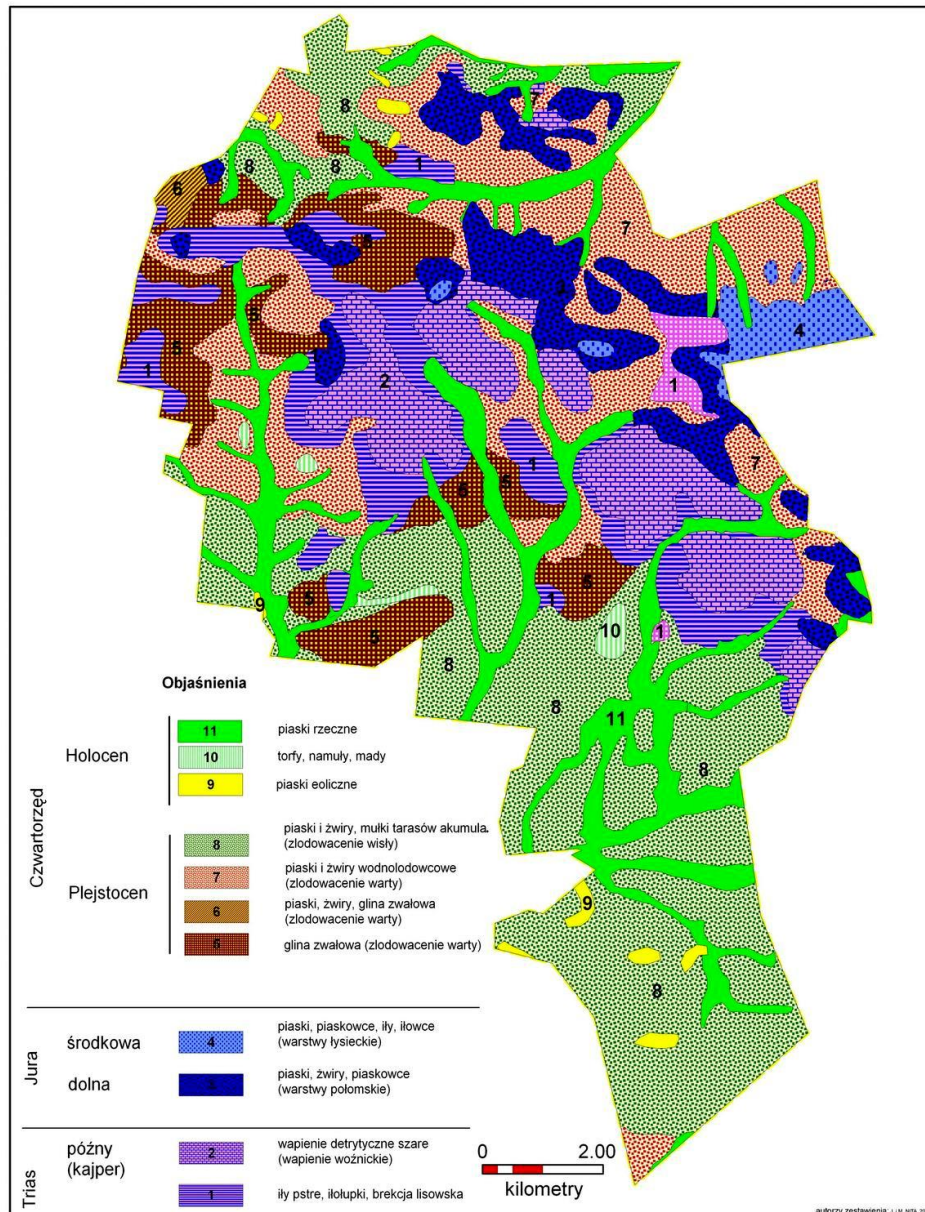 8
7
8
8
1
6
5
7
3
5
4
5
1
1
2
1
7
1
5
5
5
5
1
9
10
1
5
8
8
11
8
9
8
Objaśnienia
Czwartorzęd
Holocen
11 piaski rzeczne
10 torfy, namuły, mady
9 piaski eoliczne
Plejstocen
8 piaski i żwiry, mułki tarasów akumula.
(zlodowacenie wisły)
7 piaski i żwiry wodnolodowcowe
(zlodowacenie warty)
6 piaski, żwiry, glina zwałowa
(zlodowacenie warty)
5 glina zwałowa (zlodowacenie warty)
Jura
środkowa 4 piaski, piaskowce, iły, iłowce
(warstwy łysieckie)
dolna 3 piaski, żwiry, piaskowce
(warstwy połomskie)
Trias
późny
(kajper)
2 wapienie detrytyczne szare
(wapienie woźnickie)
1 iły pstre, iłołupki, brekcja lisowska
0 2.00
kilometry
autorzy zestawienia: